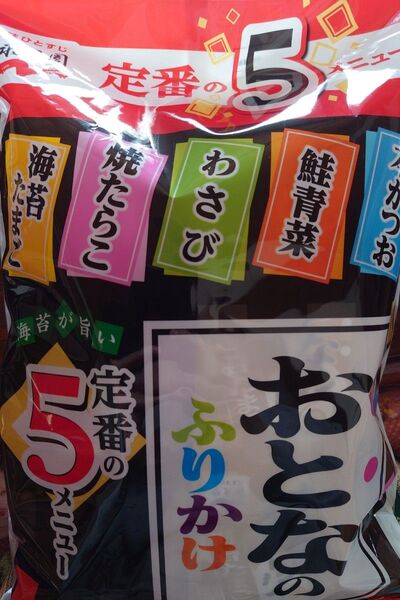 定番の5メニュー
海苔たまご
焼たらこ
わさび
鮭青菜
本かつお
海苔が旨い
定番の
5
メニュー
おとなの
ふりかけ